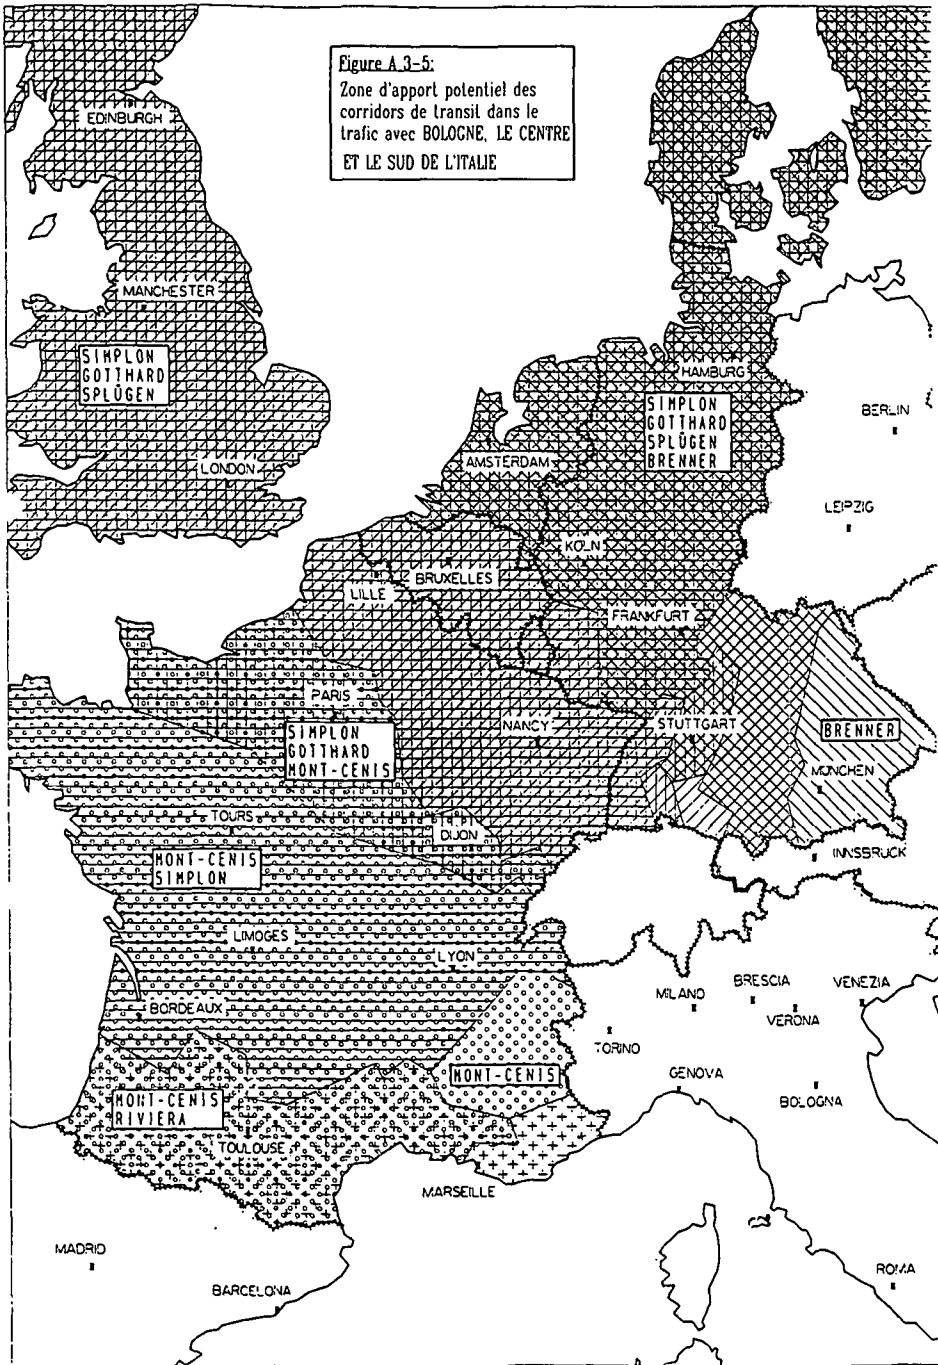 Figure A.3-5:
Zone d'apport potentiel des
corridors de transit dans le
trafic avec BOLOGNE, LE CENTRE
ET LE SUD DE L'ITALIE
EDINBURGH
MANCHESTER
SIMPLON
GOTTHARD
SPLÜGEN
LONDON
HAMBURG
SIMPLON
GOTTHARD
SPLÜGEN
BRENNER
BERLIN
AMSTERDAM
LEIPZIG
KÖLN
BRUXELLES
LILLE
FRANKFURT
PARIS
NANCY
STUTTGART
BRENNER
SIMPLON
GOTTHARD
MONT-CENIS
MÜNCHEN
TOURS
DIJON
INNSBRUCK
MONT-CENIS
SIMPLON
LIMOGES
LYON
BORDEAUX
MILANO
BRESCIA
VENEZIA
VERONA
TORINO
MONT-CENIS
GENOVA
BOLOGNA
MONT-CENIS
RIVIERA
TOULOUSE
MARSEILLE
MADRID
BARCELONA
ROMA